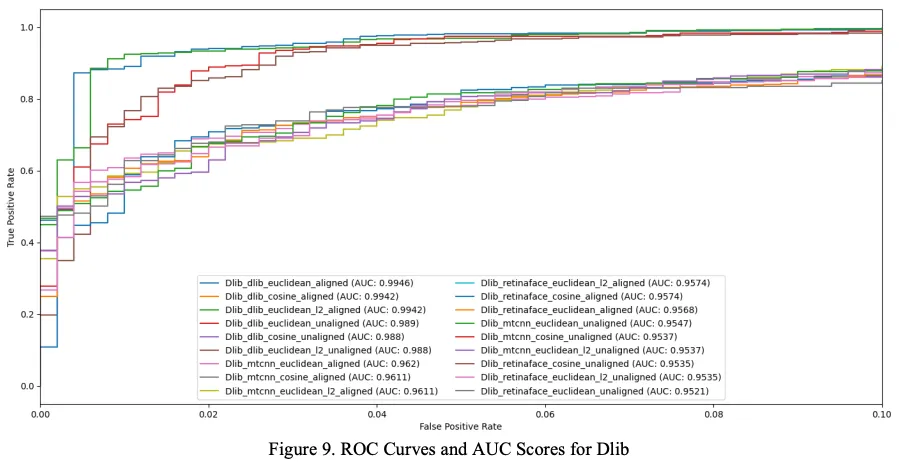 1.0
0.8
0.6
0.4
0.2
0.0
True Positive Rate
Dlib_dlib_euclidean_aligned (AUC: 0.9946)
Dlib_dlib_cosine_aligned (AUC: 0.9942)
Dlib_dlib_euclidean_l2_aligned (AUC: 0.9942)
Dlib_dlib_euclidean_unaligned (AUC: 0.989)
Dlib_dlib_cosine_unaligned (AUC: 0.988)
Dlib_dlib_euclidean_l2_unaligned (AUC: 0.988)
Dlib_mtcnn_euclidean_aligned (AUC: 0.962)
Dlib_mtcnn_cosine_aligned (AUC: 0.9611)
Dlib_mtcnn_euclidean_l2_aligned (AUC: 0.9611)
Dlib_retinaface_euclidean_l2_aligned (AUC: 0.9574)
Dlib_retinaface_cosine_aligned (AUC: 0.9574)
Dlib_retinaface_euclidean_aligned (AUC: 0.9568)
Dlib_mtcnn_euclidean_unaligned (AUC: 0.9547)
Dlib_mtcnn_cosine_unaligned (AUC: 0.9537)
Dlib_mtcnn_euclidean_l2_unaligned (AUC: 0.9537)
Dlib_retinaface_cosine_unaligned (AUC: 0.9535)
Dlib_retinaface_euclidean_l2_unaligned (AUC: 0.9535)
Dlib_retinaface_euclidean_unaligned (AUC: 0.9521)
0.00 0.02 0.04 0.06 0.08 0.10
False Positive Rate
Figure 9. ROC Curves and AUC Scores for Dlib